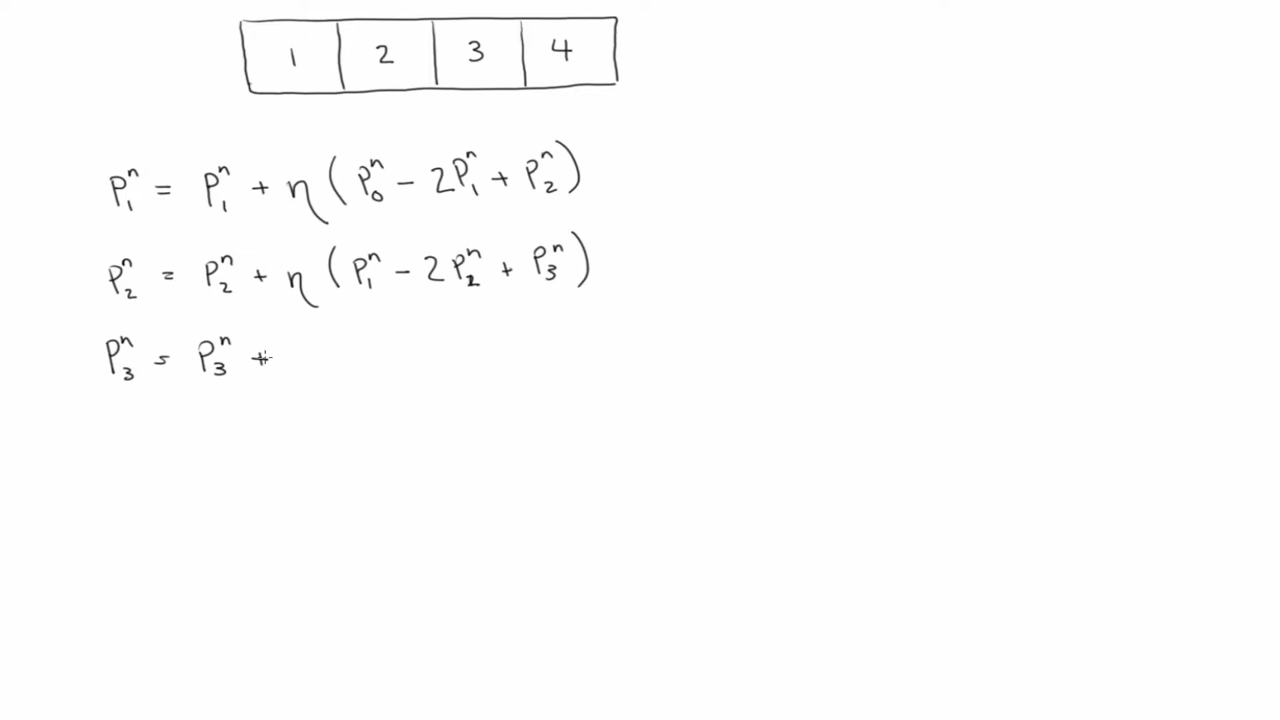 1 2 3 4
P₁ⁿ = P₁ⁿ + η (P₀ⁿ − 2P₁ⁿ + P₂ⁿ)
P₂ⁿ = P₂ⁿ + η (P₁ⁿ − 2P₂ⁿ + P₃ⁿ)
P₃ⁿ = P₃ⁿ +